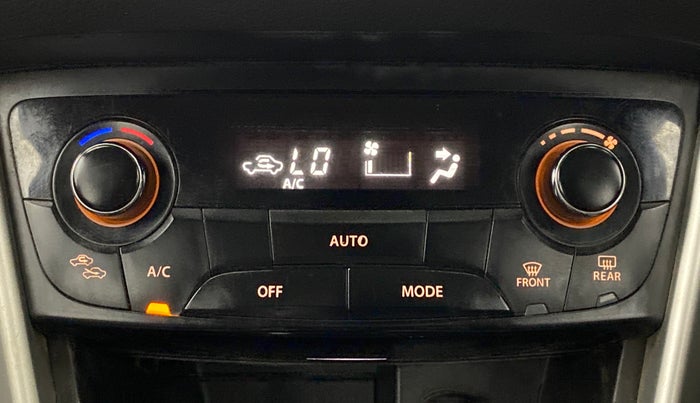 LO
A/C
AUTO
A/C
OFF
MODE
FRONT
REAR